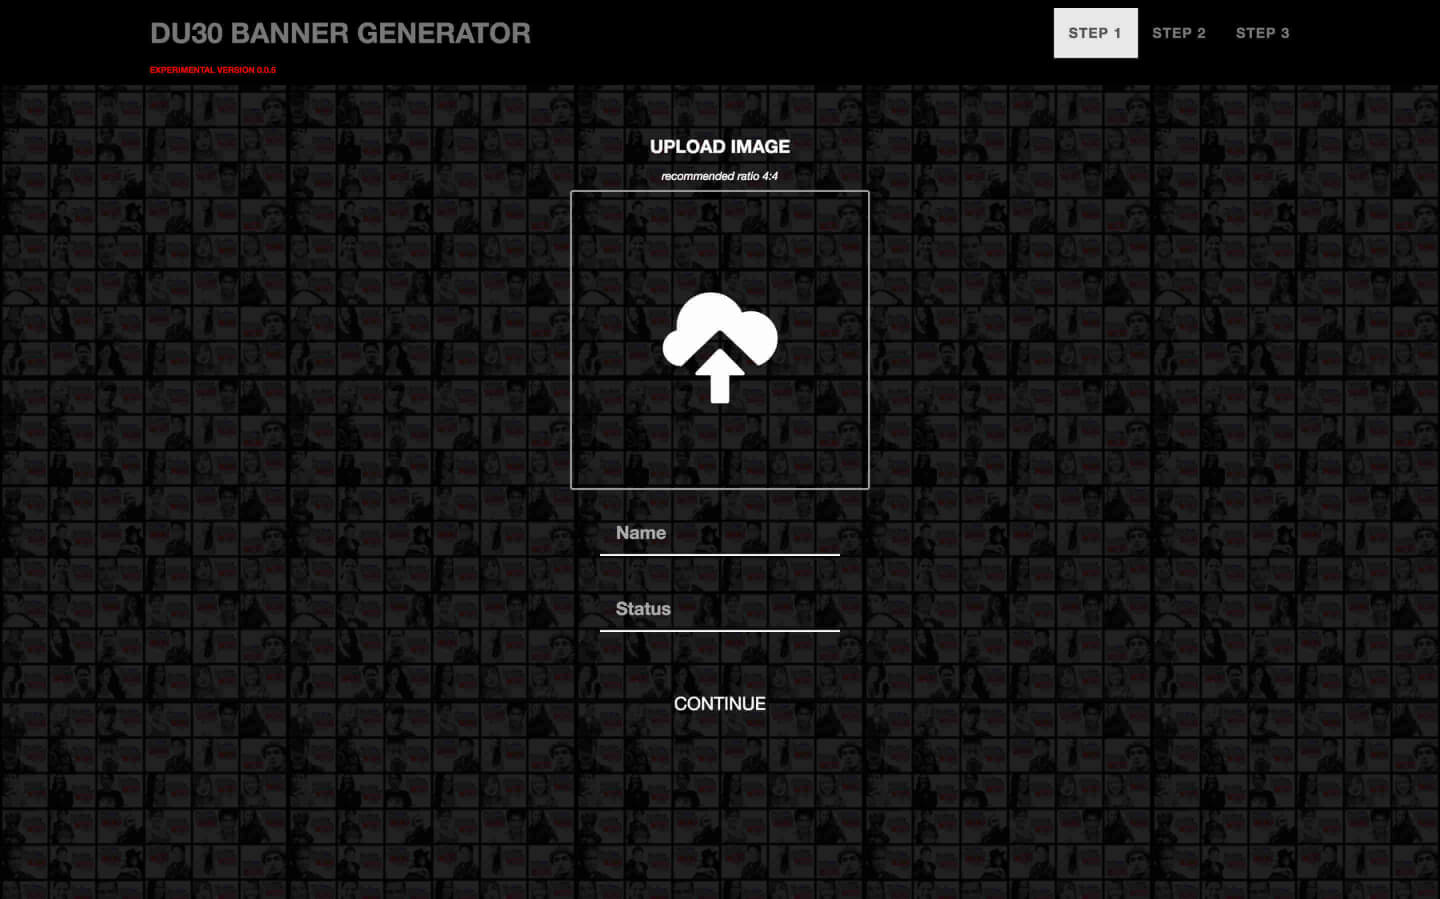 DU30 BANNER GENERATOR
STEP 1
STEP 2
STEP 3
EXPERIMENTAL VERSION 0.0.5
UPLOAD IMAGE
recommended ratio 4:4
Name
Status
CONTINUE